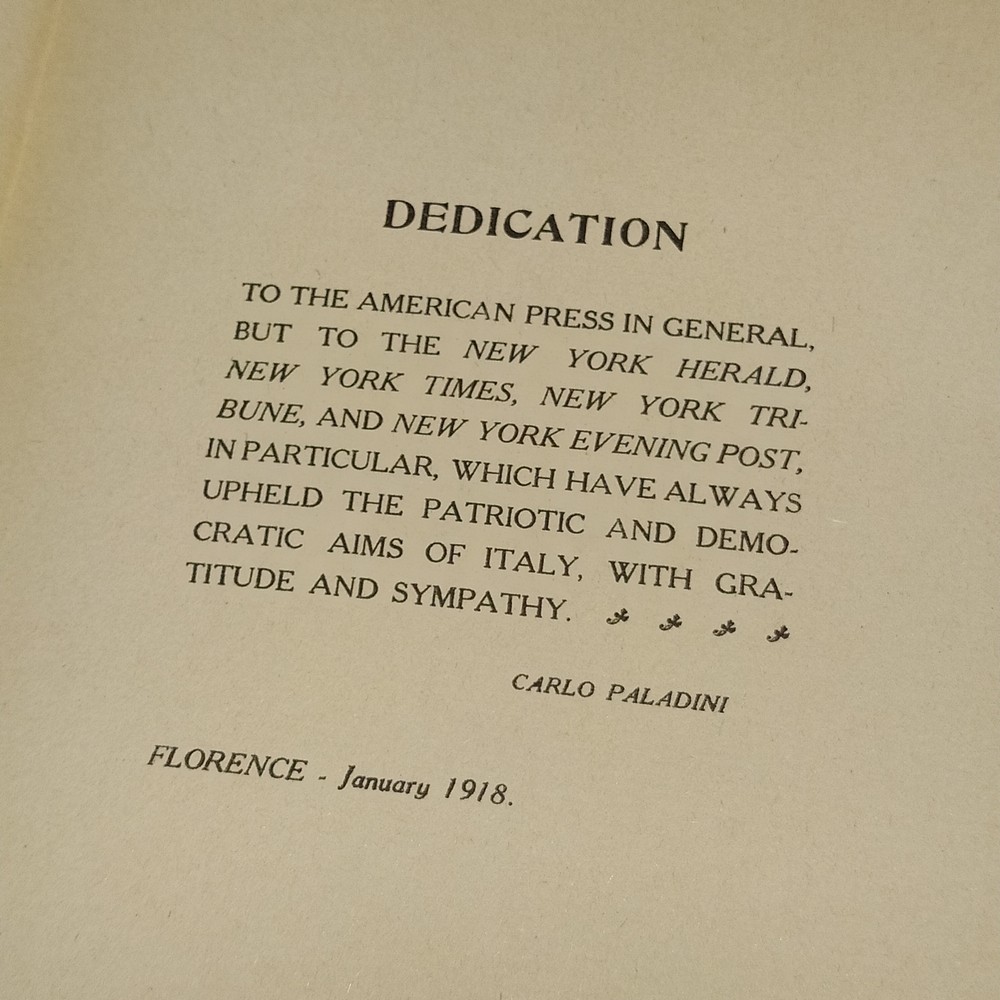 DEDICATION
TO THE AMERICAN PRESS IN GENERAL,
BUT TO THE NEW YORK HERALD,
NEW YORK TIMES, NEW YORK TRI-
BUNE, AND NEW YORK EVENING POST,
IN PARTICULAR, WHICH HAVE ALWAYS
UPHELD THE PATRIOTIC AND DEMO-
CRATIC AIMS OF ITALY, WITH GRA-
TITUDE AND SYMPATHY.
CARLO PALADINI
FLORENCE - January 1918.